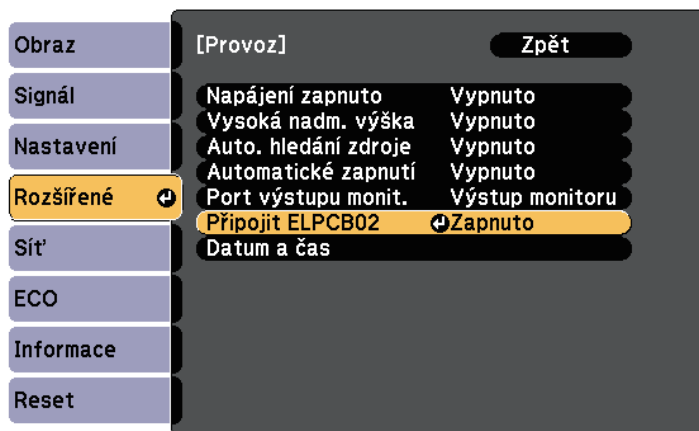 Obraz
Signál
Nastavení
Rozšířené
Síť
ECO
Informace
Reset
[Provoz] Zpět
Napájení zapnuto Vypnuto
Vysoká nadm. výška Vypnuto
Auto. hledání zdroje Vypnuto
Automatické zapnutí Vypnuto
Port výstupu monit. Výstup monitoru
Připojit ELPCB02 Zapnuto
Datum a čas